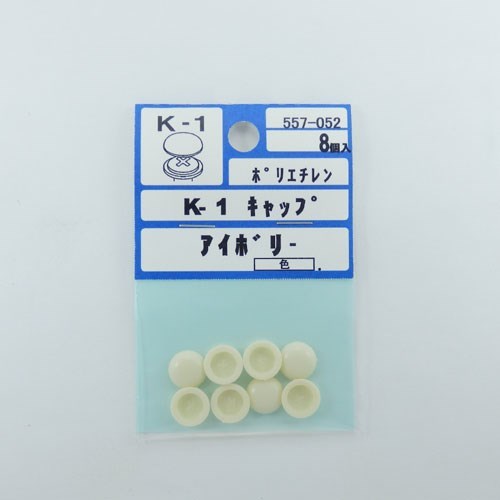 K-1
557-052
8個入
ﾎﾟﾘｴﾁﾚﾝ
K-1 ｷｬｯﾌﾟ
ｱｲﾎﾞﾘｰ
色